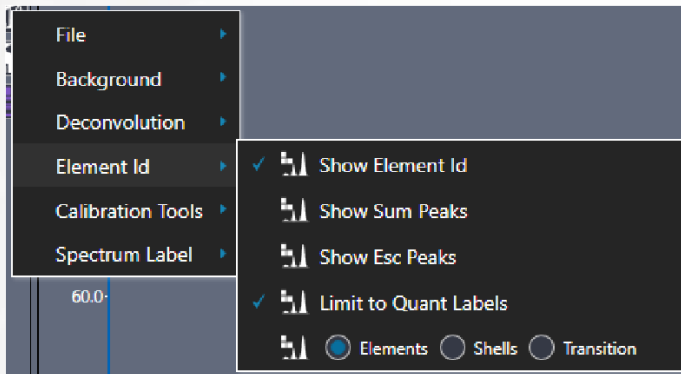 File
Background
Deconvolution
Element Id
Calibration Tools
Spectrum Label
Show Element Id
Show Sum Peaks
Show Esc Peaks
Limit to Quant Labels
Elements Shells Transition
60.0